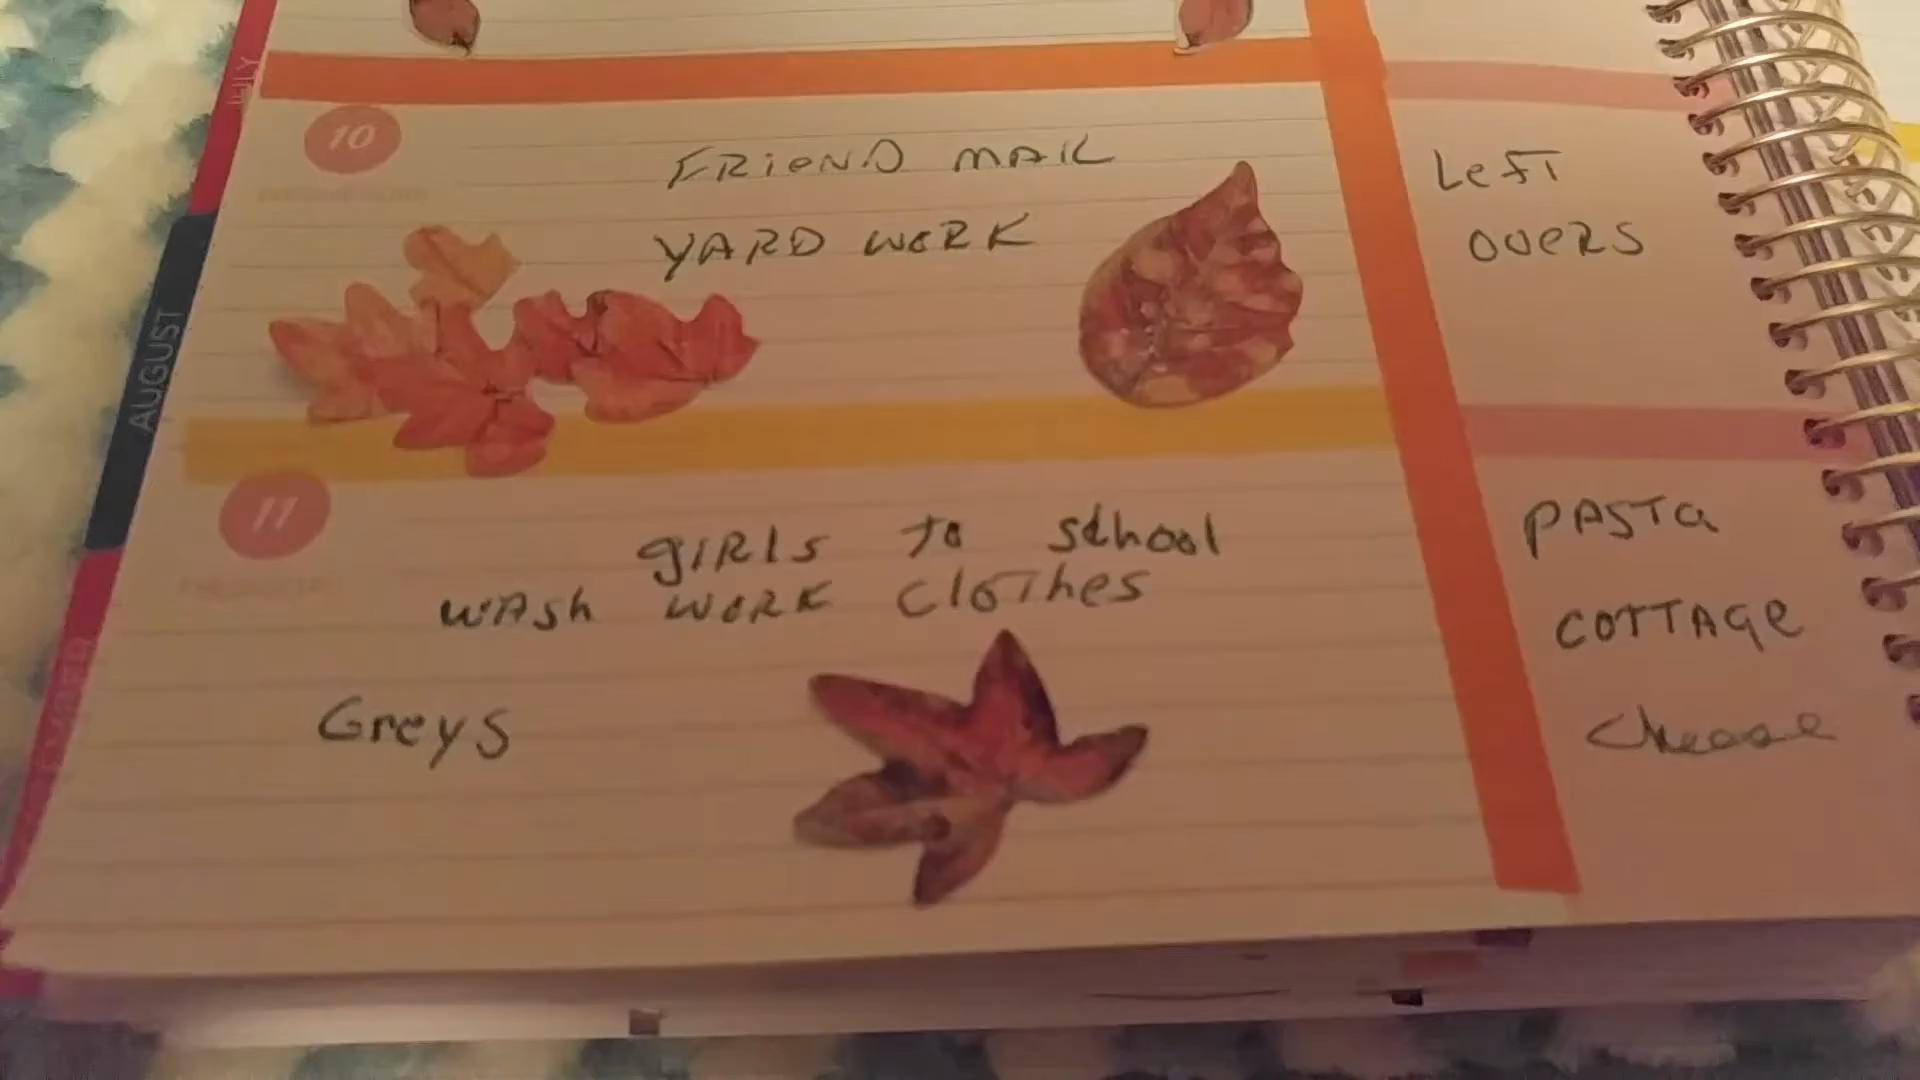 JULY
10
FRIEND MAIL
YARD WORK
LEFT
OVERS
AUGUST
11
girls to school
WASH WORK Clothes
Greys
PASTA
COTTAGE
cheese